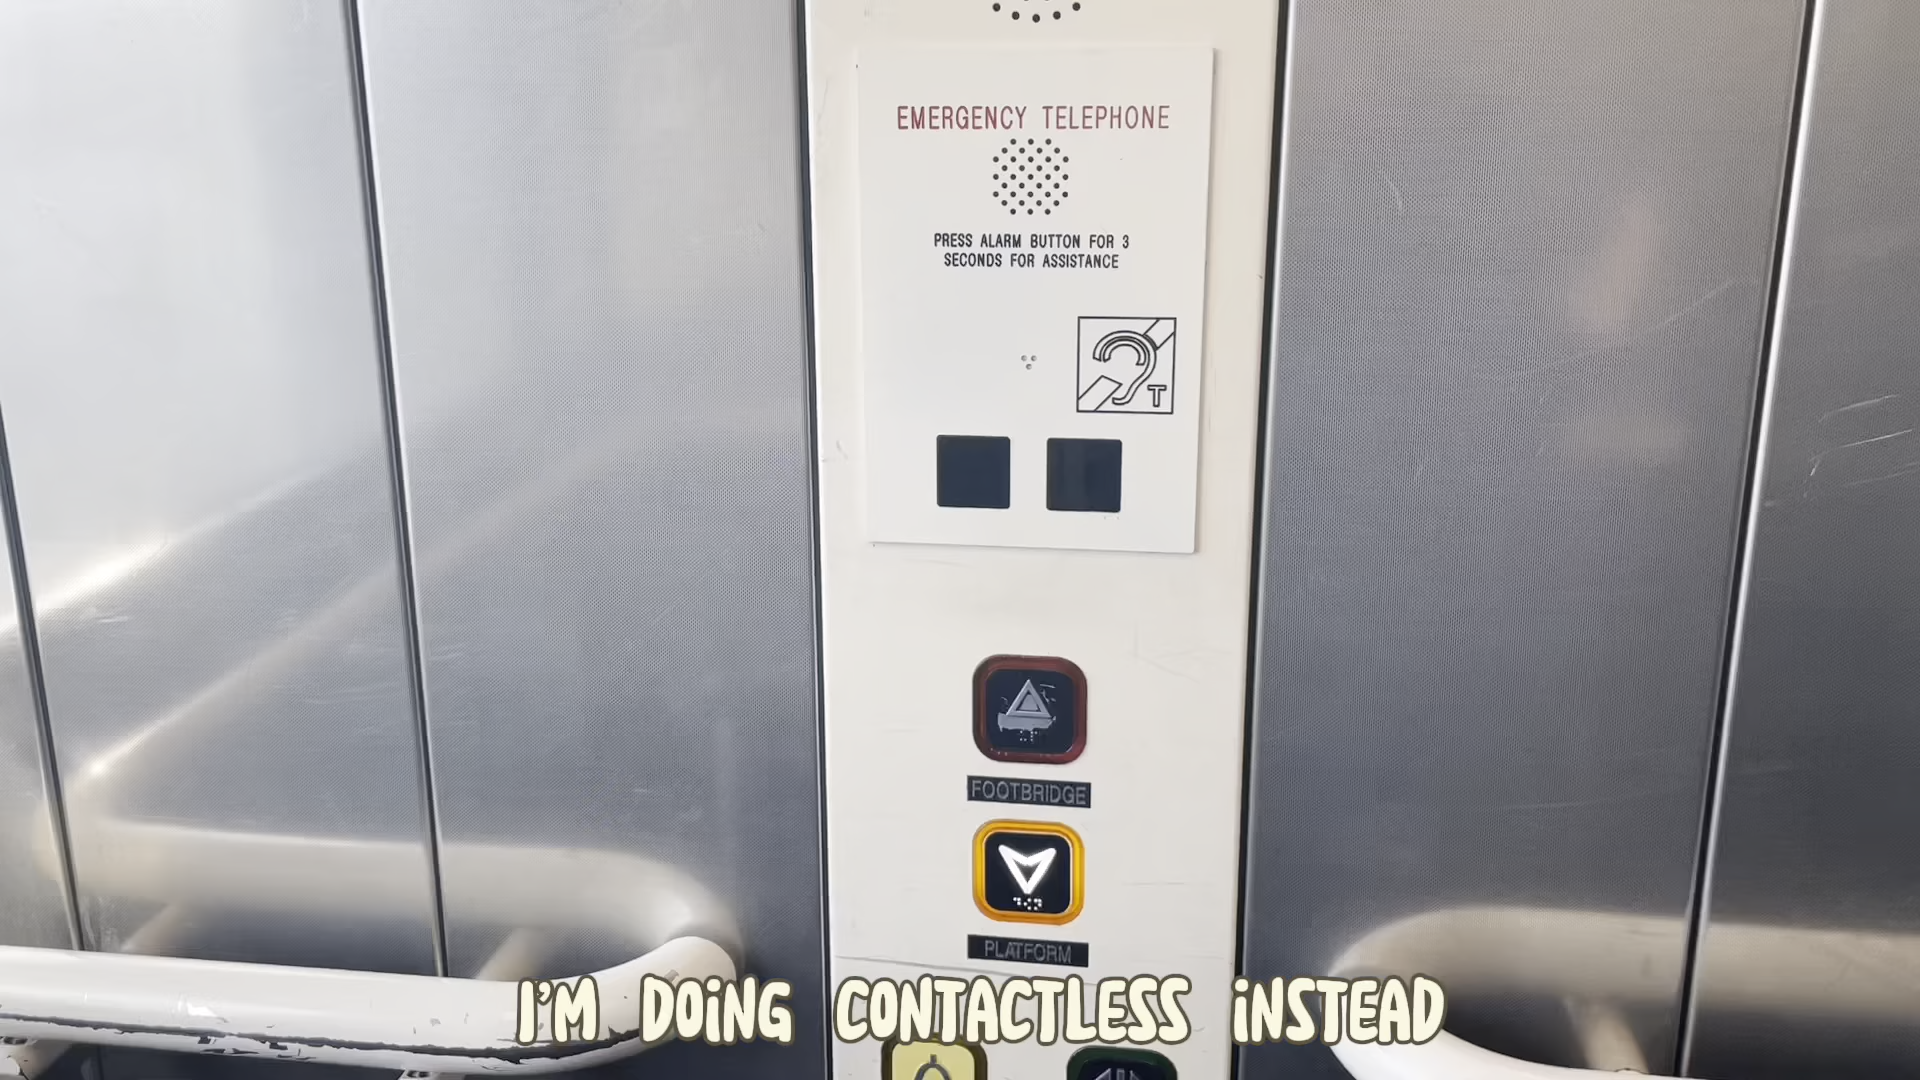 EMERGENCY TELEPHONE
PRESS ALARM BUTTON FOR 3
SECONDS FOR ASSISTANCE
T
FOOTBRIDGE
PLATFORM
I'M DOING CONTACTLESS INSTEAD